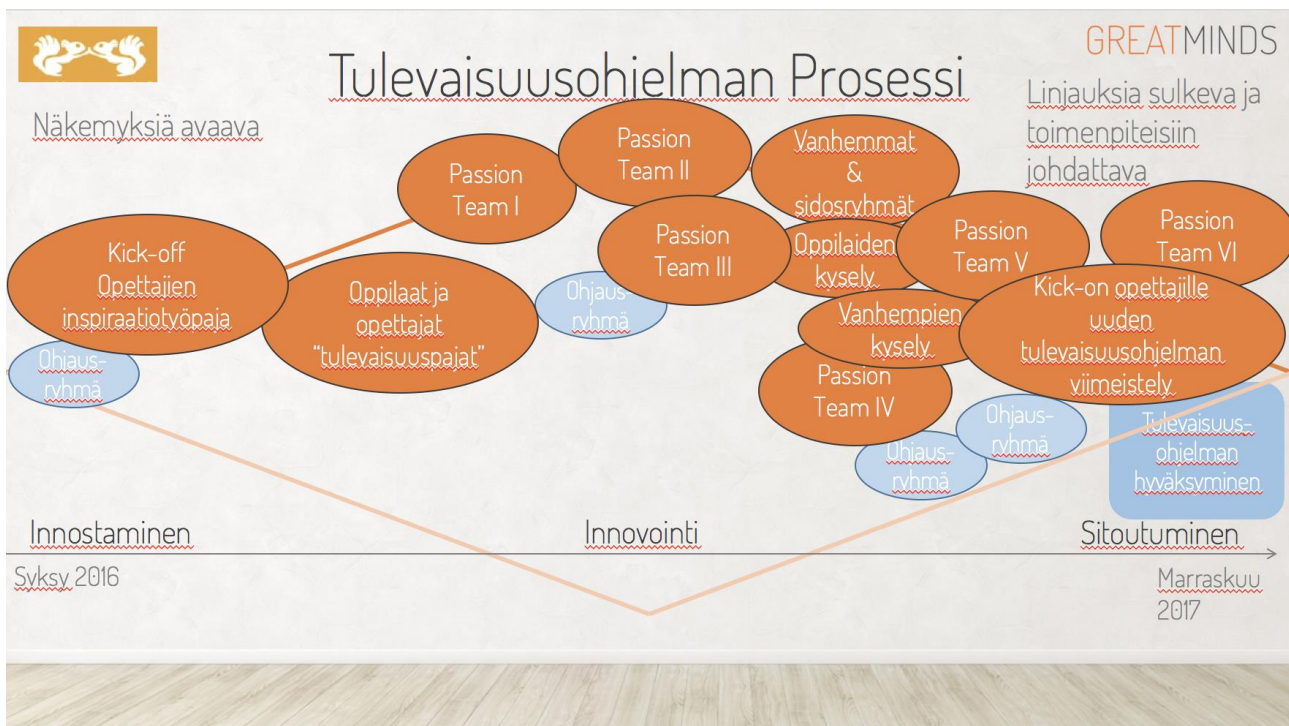 GREATMINDS
Tulevaisuusohjelman Prosessi
Näkemyksiä avaava
Linjauksia sulkeva ja
toimenpiteisiin
johdattava
Kick-off
Opettajien
inspiraatiotyöpaja
Ohjaus-
ryhmä
Oppilaat ja
opettajat
“tulevaisuuspajat”
Passion
Team I
Passion
Team II
Passion
Team III
Ohjaus-
ryhmä
Vanhemmat
&
sidosryhmät
Oppilaiden
kysely
Vanhempien
kysely
Passion
Team IV
Ohjaus-
ryhmä
Passion
Team V
Ohjaus-
ryhmä
Passion
Team VI
Kick-on opettajille
uuden
tulevaisuusohjelman
viimeistely
Tulevaisuus-
ohjelman
hyväksyminen
Innostaminen
Innovointi
Sitoutuminen
Syksy 2016
Marraskuu
2017